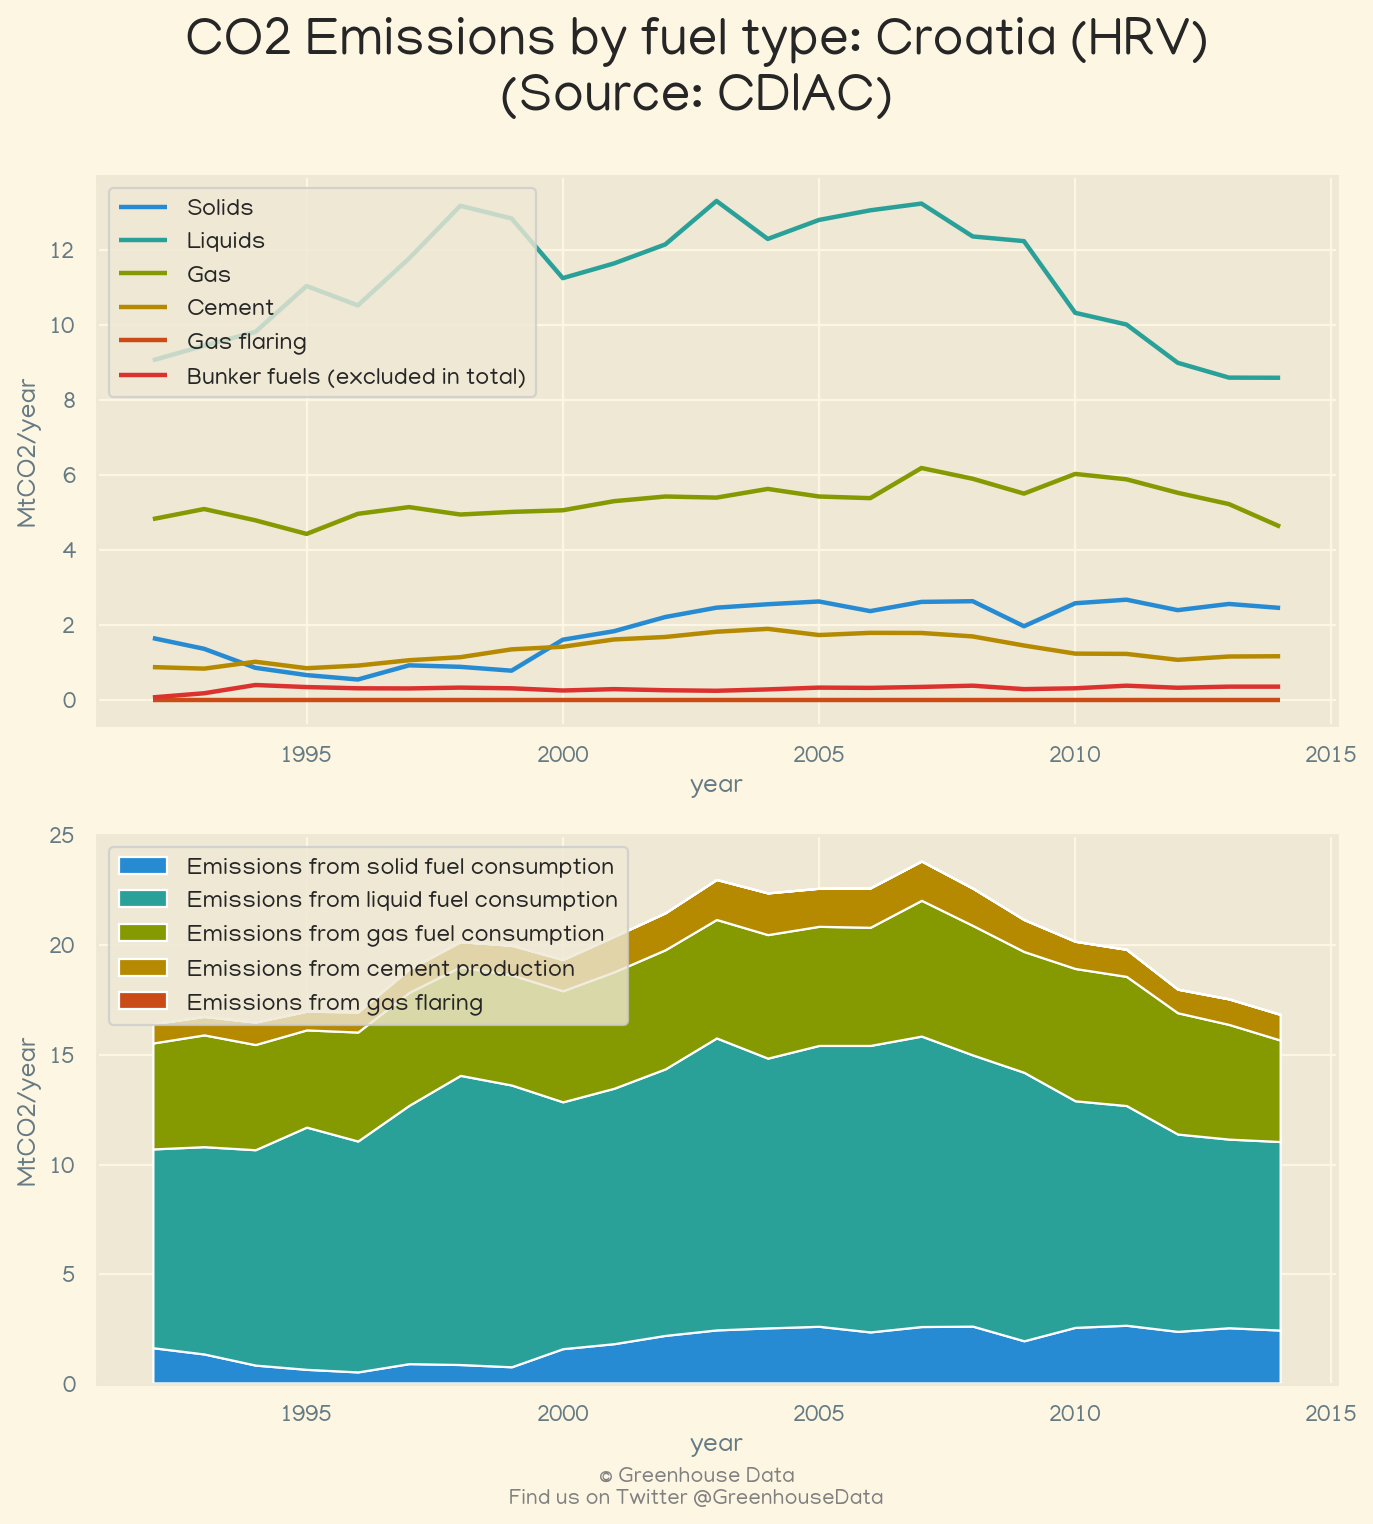 CO2 Emissions by fuel type: Croatia (HRV)
(Source: CDIAC)
Solids
Liquids
Gas
Cement
Gas flaring
Bunker fuels (excluded in total)
12
10
8
6
4
2
0
MtCO2/year
1995 2000 2005 2010 2015
year
25
20
15
10
5
0
Emissions from solid fuel consumption
Emissions from liquid fuel consumption
Emissions from gas fuel consumption
Emissions from cement production
Emissions from gas flaring
MtCO2/year
1995 2000 2005 2010 2015
year
© Greenhouse Data
Find us on Twitter @GreenhouseData